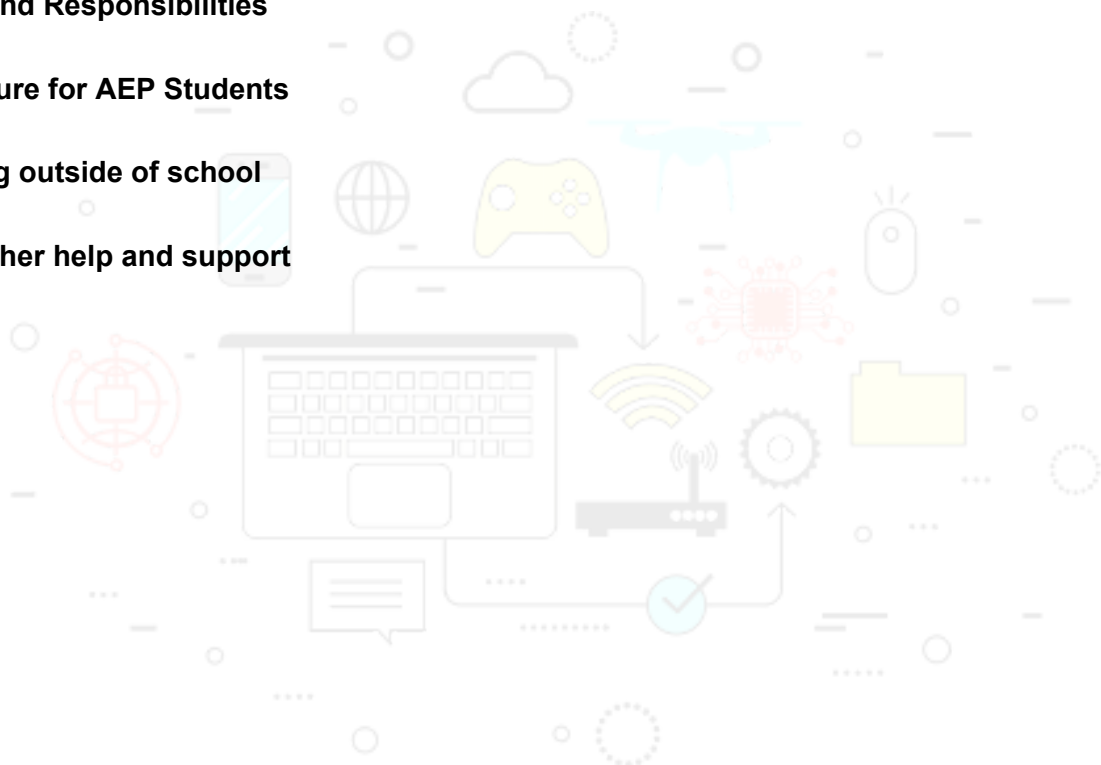 nd Responsibilities
ure for AEP Students
g outside of school
her help and support